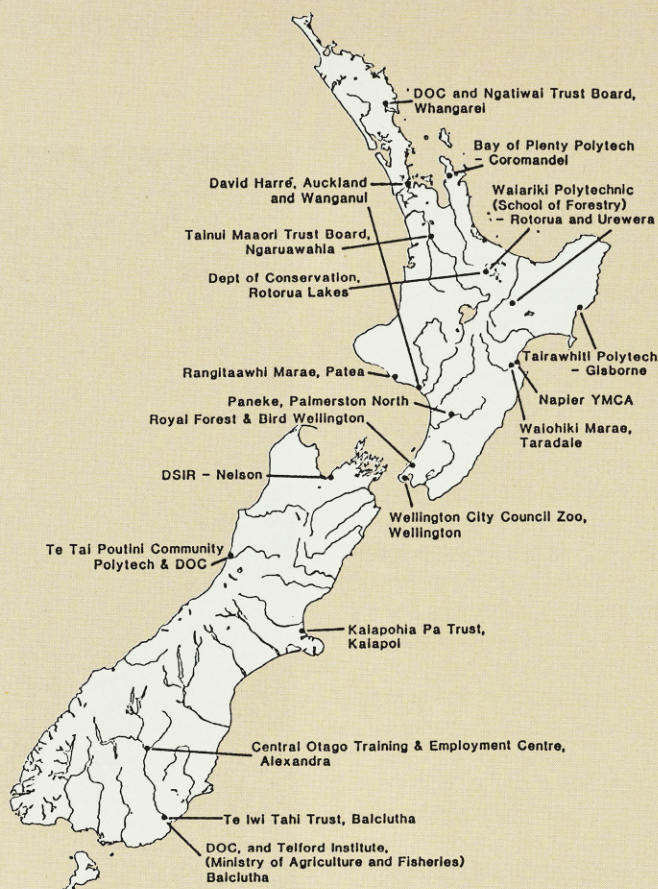 DOC and Ngatiwai Trust Board,
Whangarei
Bay of Plenty Polytech
- Coromandel
David Harré, Auckland
and Wanganui
Waiariki Polytechnic
(School of Forestry)
- Rotorua and Urewera
Tainui Maaori Trust Board,
Ngaruawahia
Dept of Conservation,
Rotorua Lakes
Tairawhiti Polytech
- Gisborne
Rangitaawhi Marae, Patea
Napier YMCA
Paneke, Palmerston North
Royal Forest & Bird Wellington
Waiohiki Marae,
Taradale
DSIR - Nelson
Wellington City Council Zoo,
Wellington
Te Tai Poutini Community
Polytech & DOC
Kaiapohia Pa Trust,
Kaiapoi
Central Otago Training & Employment Centre,
Alexandra
Te Iwi Tahi Trust, Balclutha
DOC, and Telford Institute,
(Ministry of Agriculture and Fisheries)
Balclutha